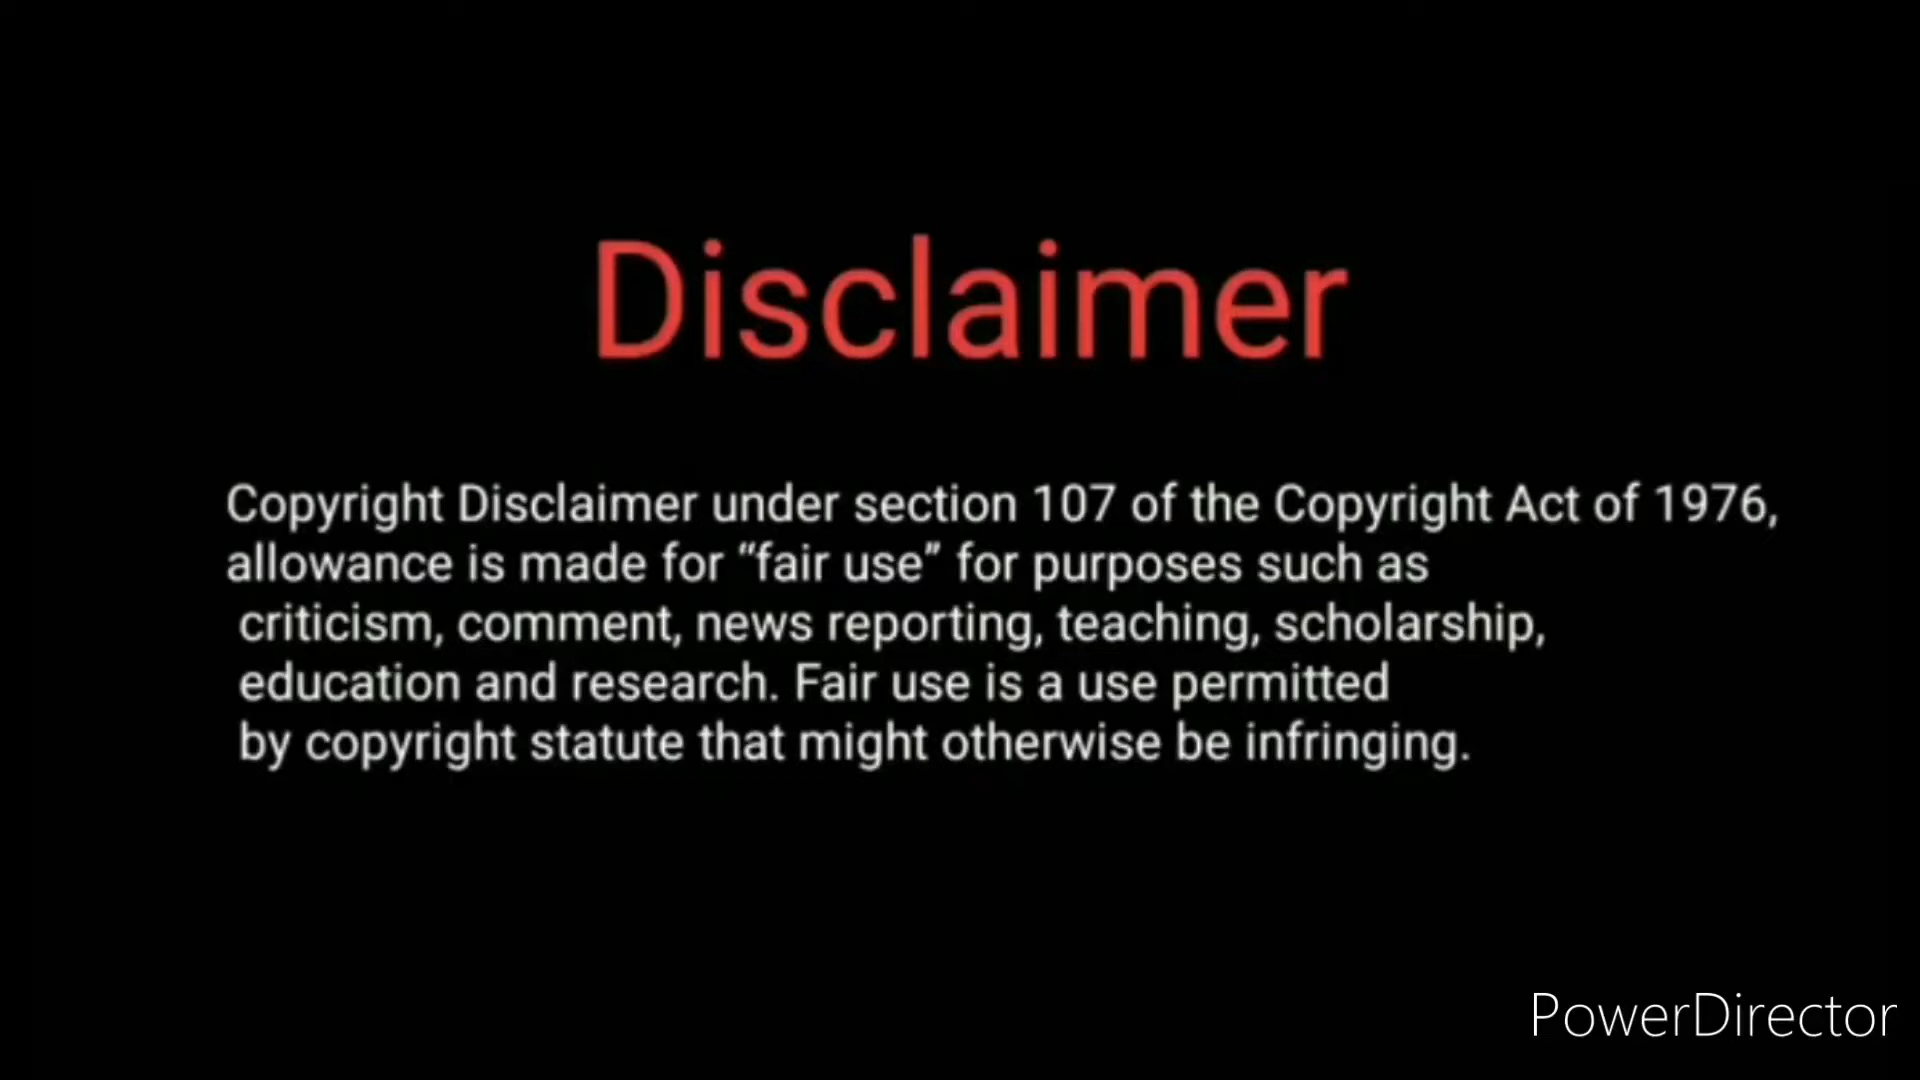 Disclaimer
Copyright Disclaimer under section 107 of the Copyright Act of 1976,
allowance is made for “fair use” for purposes such as
criticism, comment, news reporting, teaching, scholarship,
education and research. Fair use is a use permitted
by copyright statute that might otherwise be infringing.
PowerDirector